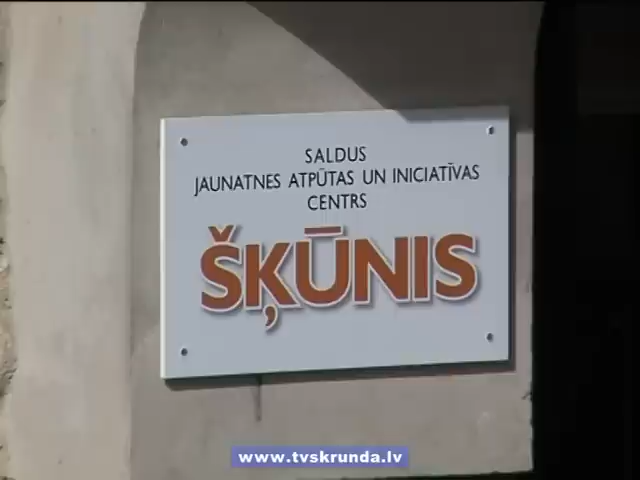 SALDUS
JAUNATNES ATPŪTAS UN INICIATĪVAS
CENTRS
ŠĶŪNIS
www.tvskrunda.lv